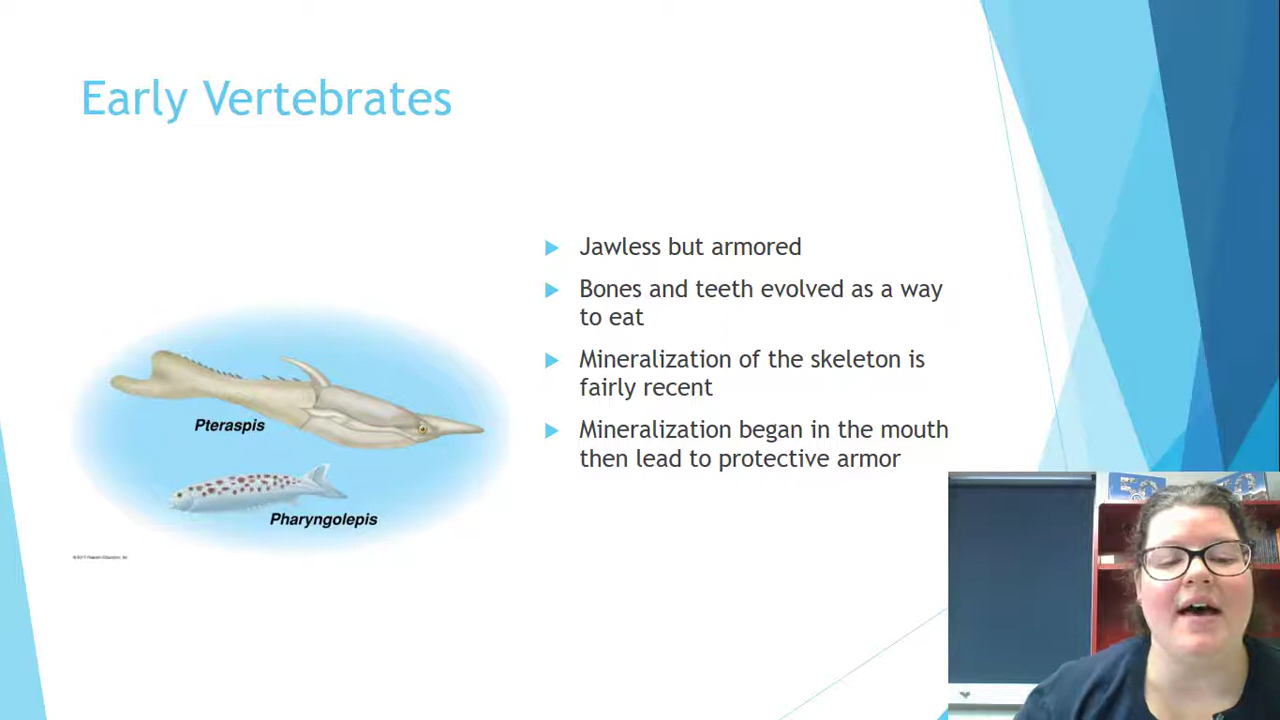 Early Vertebrates
Jawless but armored
Bones and teeth evolved as a way
to eat
Mineralization of the skeleton is
fairly recent
Mineralization began in the mouth
then lead to protective armor
Pteraspis
Pharyngolepis